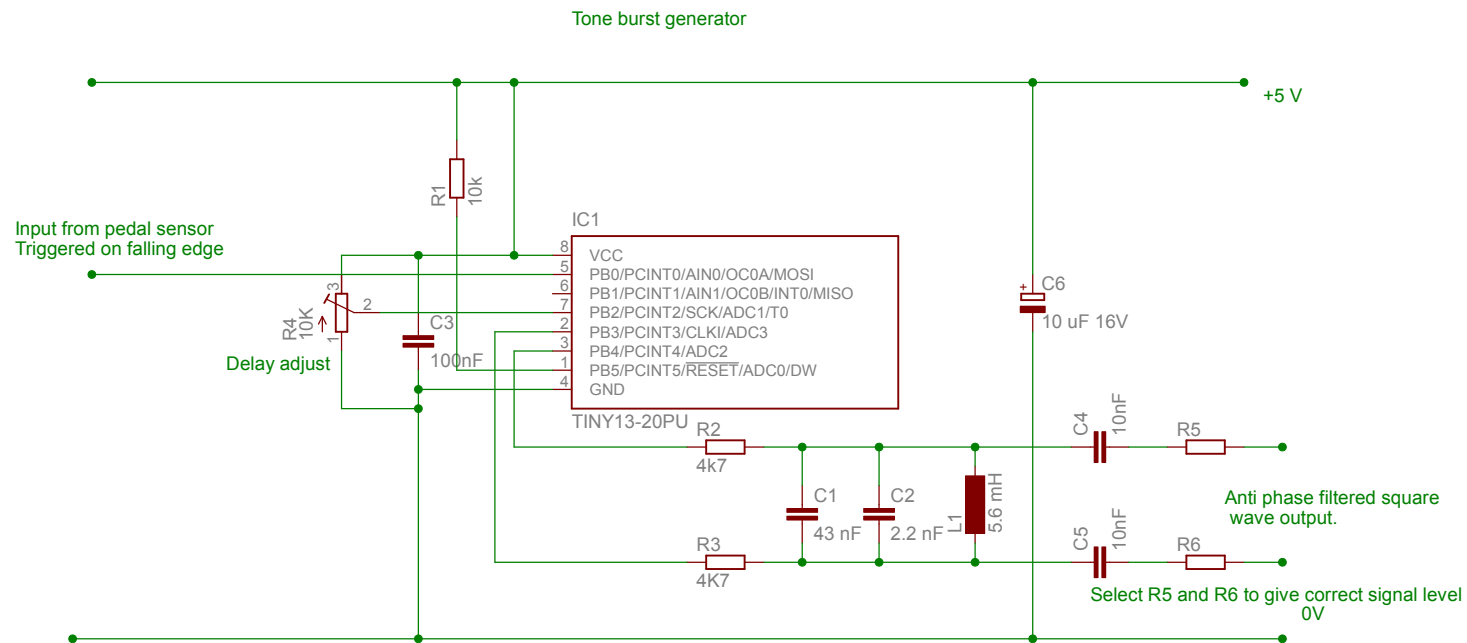 Tone burst generator
+5 V
R1
10k
Input from pedal sensor
Triggered on falling edge
IC1
8 VCC
5 PB0/PCINT0/AIN0/OC0A/MOSI
6 PB1/PCINT1/AIN1/OC0B/INT0/MISO
7 PB2/PCINT2/SCK/ADC1/T0
2 PB3/PCINT3/CLKI/ADC3
3 PB4/PCINT4/ADC2
1 PB5/PCINT5/RESET/ADC0/DW
4 GND
TINY13-20PU
3
2
1
R4
10K
Delay adjust
C3
100nF
C6
+
10 uF 16V
R2
4k7
R3
4K7
C1
43 nF
C2
2.2 nF
L1
5.6 mH
C4
10nF
R5
C5
10nF
R6
Anti phase filtered square
wave output.
Select R5 and R6 to give correct signal level
0V